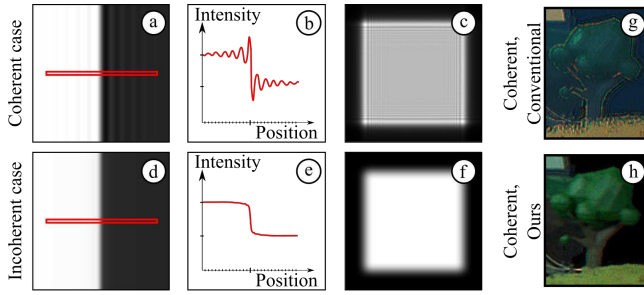 Coherent case
a
Intensity
b
Position
c
Coherent,
Conventional
g
Incoherent case
d
Intensity
e
Position
f
Coherent,
Ours
h